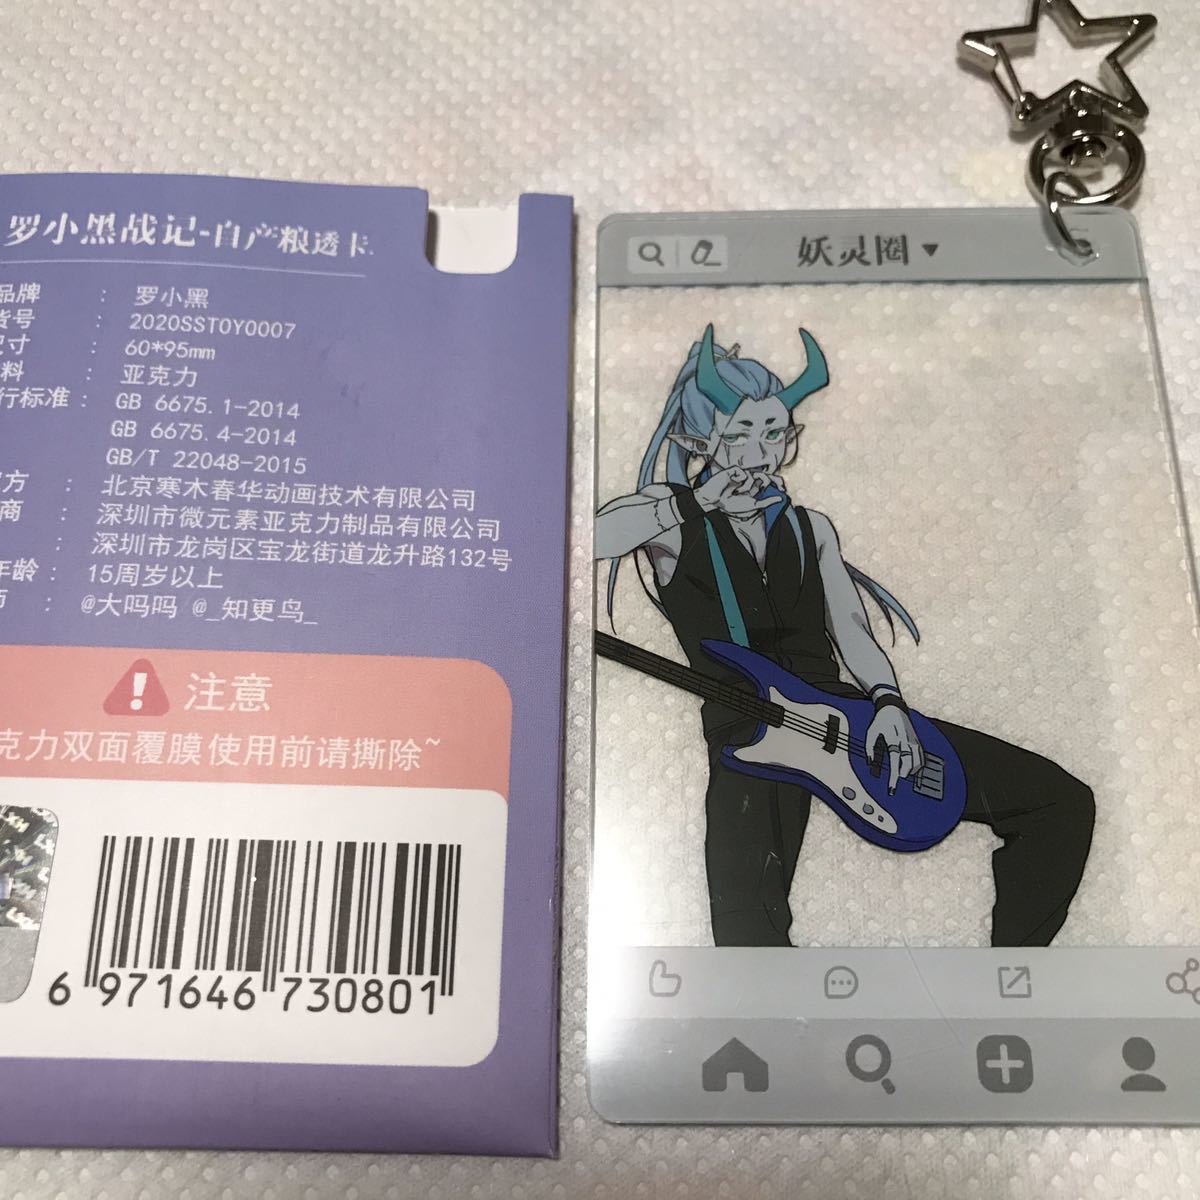 罗小黑战记-自产粮透卡
品牌 : 罗小黑
货号 : 2020SST0Y0007
尺寸 : 60*95mm
料 : 亚克力
行标准 : GB 6675.1-2014
GB 6675.4-2014
GB/T 22048-2015
方 : 北京寒木春华动画技术有限公司
商 : 深圳市微元素亚克力制品有限公司
: 深圳市龙岗区宝龙街道龙升路132号
年龄 : 15周岁以上
师 : @大吗吗 @_知更鸟_
注意
克力双面覆膜使用前请撕除~
6 971646 730801
妖灵圈